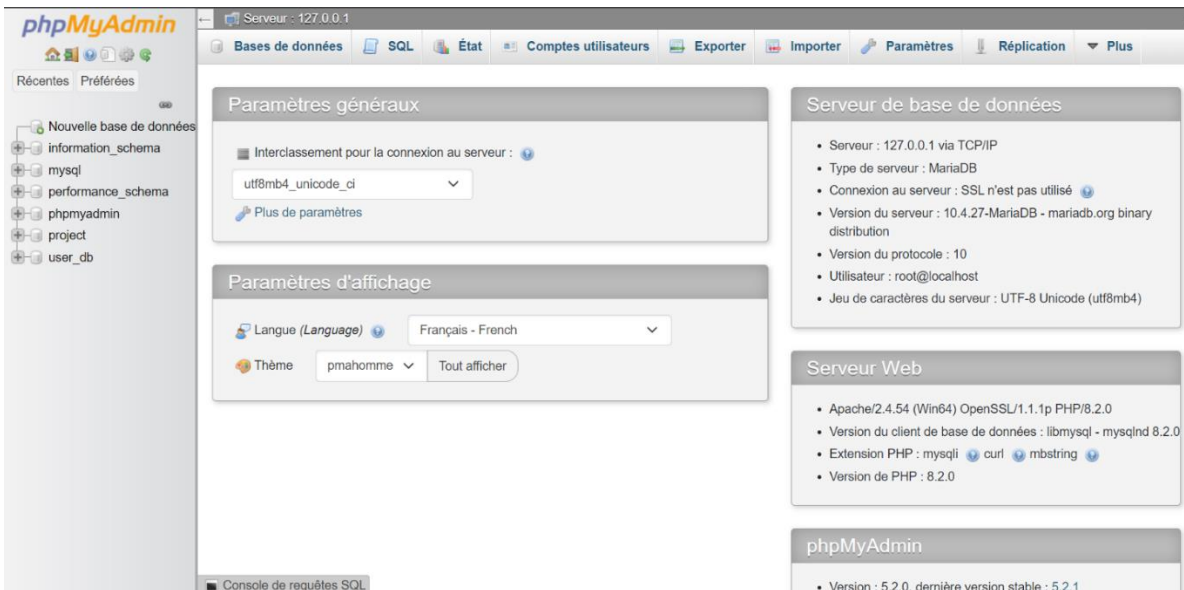 phpMyAdmin
Récentes Préférées
Nouvelle base de données
information_schema
mysql
performance_schema
phpmyadmin
project
user_db
Serveur : 127.0.0.1
Bases de données SQL État Comptes utilisateurs Exporter Importer Paramètres Réplication Plus
Paramètres généraux
Interclassement pour la connexion au serveur :
utf8mb4_unicode_ci
Plus de paramètres
Paramètres d'affichage
Langue (Language) Français - French
Thème pmahomme Tout afficher
Console de requêtes SQL
Serveur de base de données
• Serveur : 127.0.0.1 via TCP/IP
• Type de serveur : MariaDB
• Connexion au serveur : SSL n'est pas utilisé
• Version du serveur : 10.4.27-MariaDB - mariadb.org binary
distribution
• Version du protocole : 10
• Utilisateur : root@localhost
• Jeu de caractères du serveur : UTF-8 Unicode (utf8mb4)
Serveur Web
• Apache/2.4.54 (Win64) OpenSSL/1.1.1p PHP/8.2.0
• Version du client de base de données : libmysql - mysqlnd 8.2.0
• Extension PHP : mysqli curl mbstring
• Version de PHP : 8.2.0
phpMyAdmin
• Version : 5.2.0, dernière version stable : 5.2.1